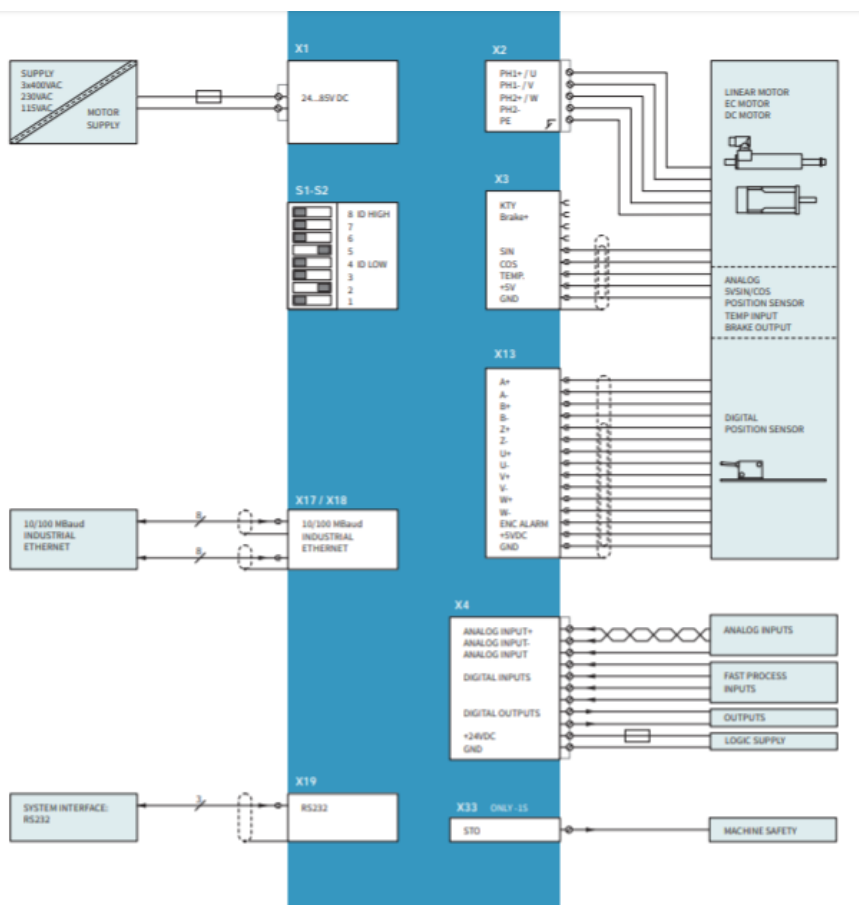 X1
SUPPLY
3x400VAC
230VAC
115VAC
MOTOR
SUPPLY
24...85V DC
X2
PH1+ / U
PH1- / V
PH2+ / W
PH2-
PE
LINEAR MOTOR
EC MOTOR
DC MOTOR
S1-S2
8 ID HIGH
7
6
5
4 ID LOW
3
2
1
X3
KTY
Brake+
SIN
COS
TEMP.
+5V
GND
ANALOG
5VSIN/COS
POSITION SENSOR
TEMP INPUT
BRAKE OUTPUT
X13
A+
A-
B+
B-
Z+
Z-
U+
U-
V+
V-
W+
W-
ENC ALARM
+5VDC
GND
DIGITAL
POSITION SENSOR
X17 / X18
10/100 MBaud
INDUSTRIAL
ETHERNET
8
8
10/100 MBaud
INDUSTRIAL
ETHERNET
X4
ANALOG INPUT+
ANALOG INPUT-
ANALOG INPUT
DIGITAL INPUTS
DIGITAL OUTPUTS
+24VDC
GND
ANALOG INPUTS
FAST PROCESS
INPUTS
OUTPUTS
LOGIC SUPPLY
X19
SYSTEM INTERFACE:
RS232
3
RS232
X33 ONLY -1S
STO
MACHINE SAFETY